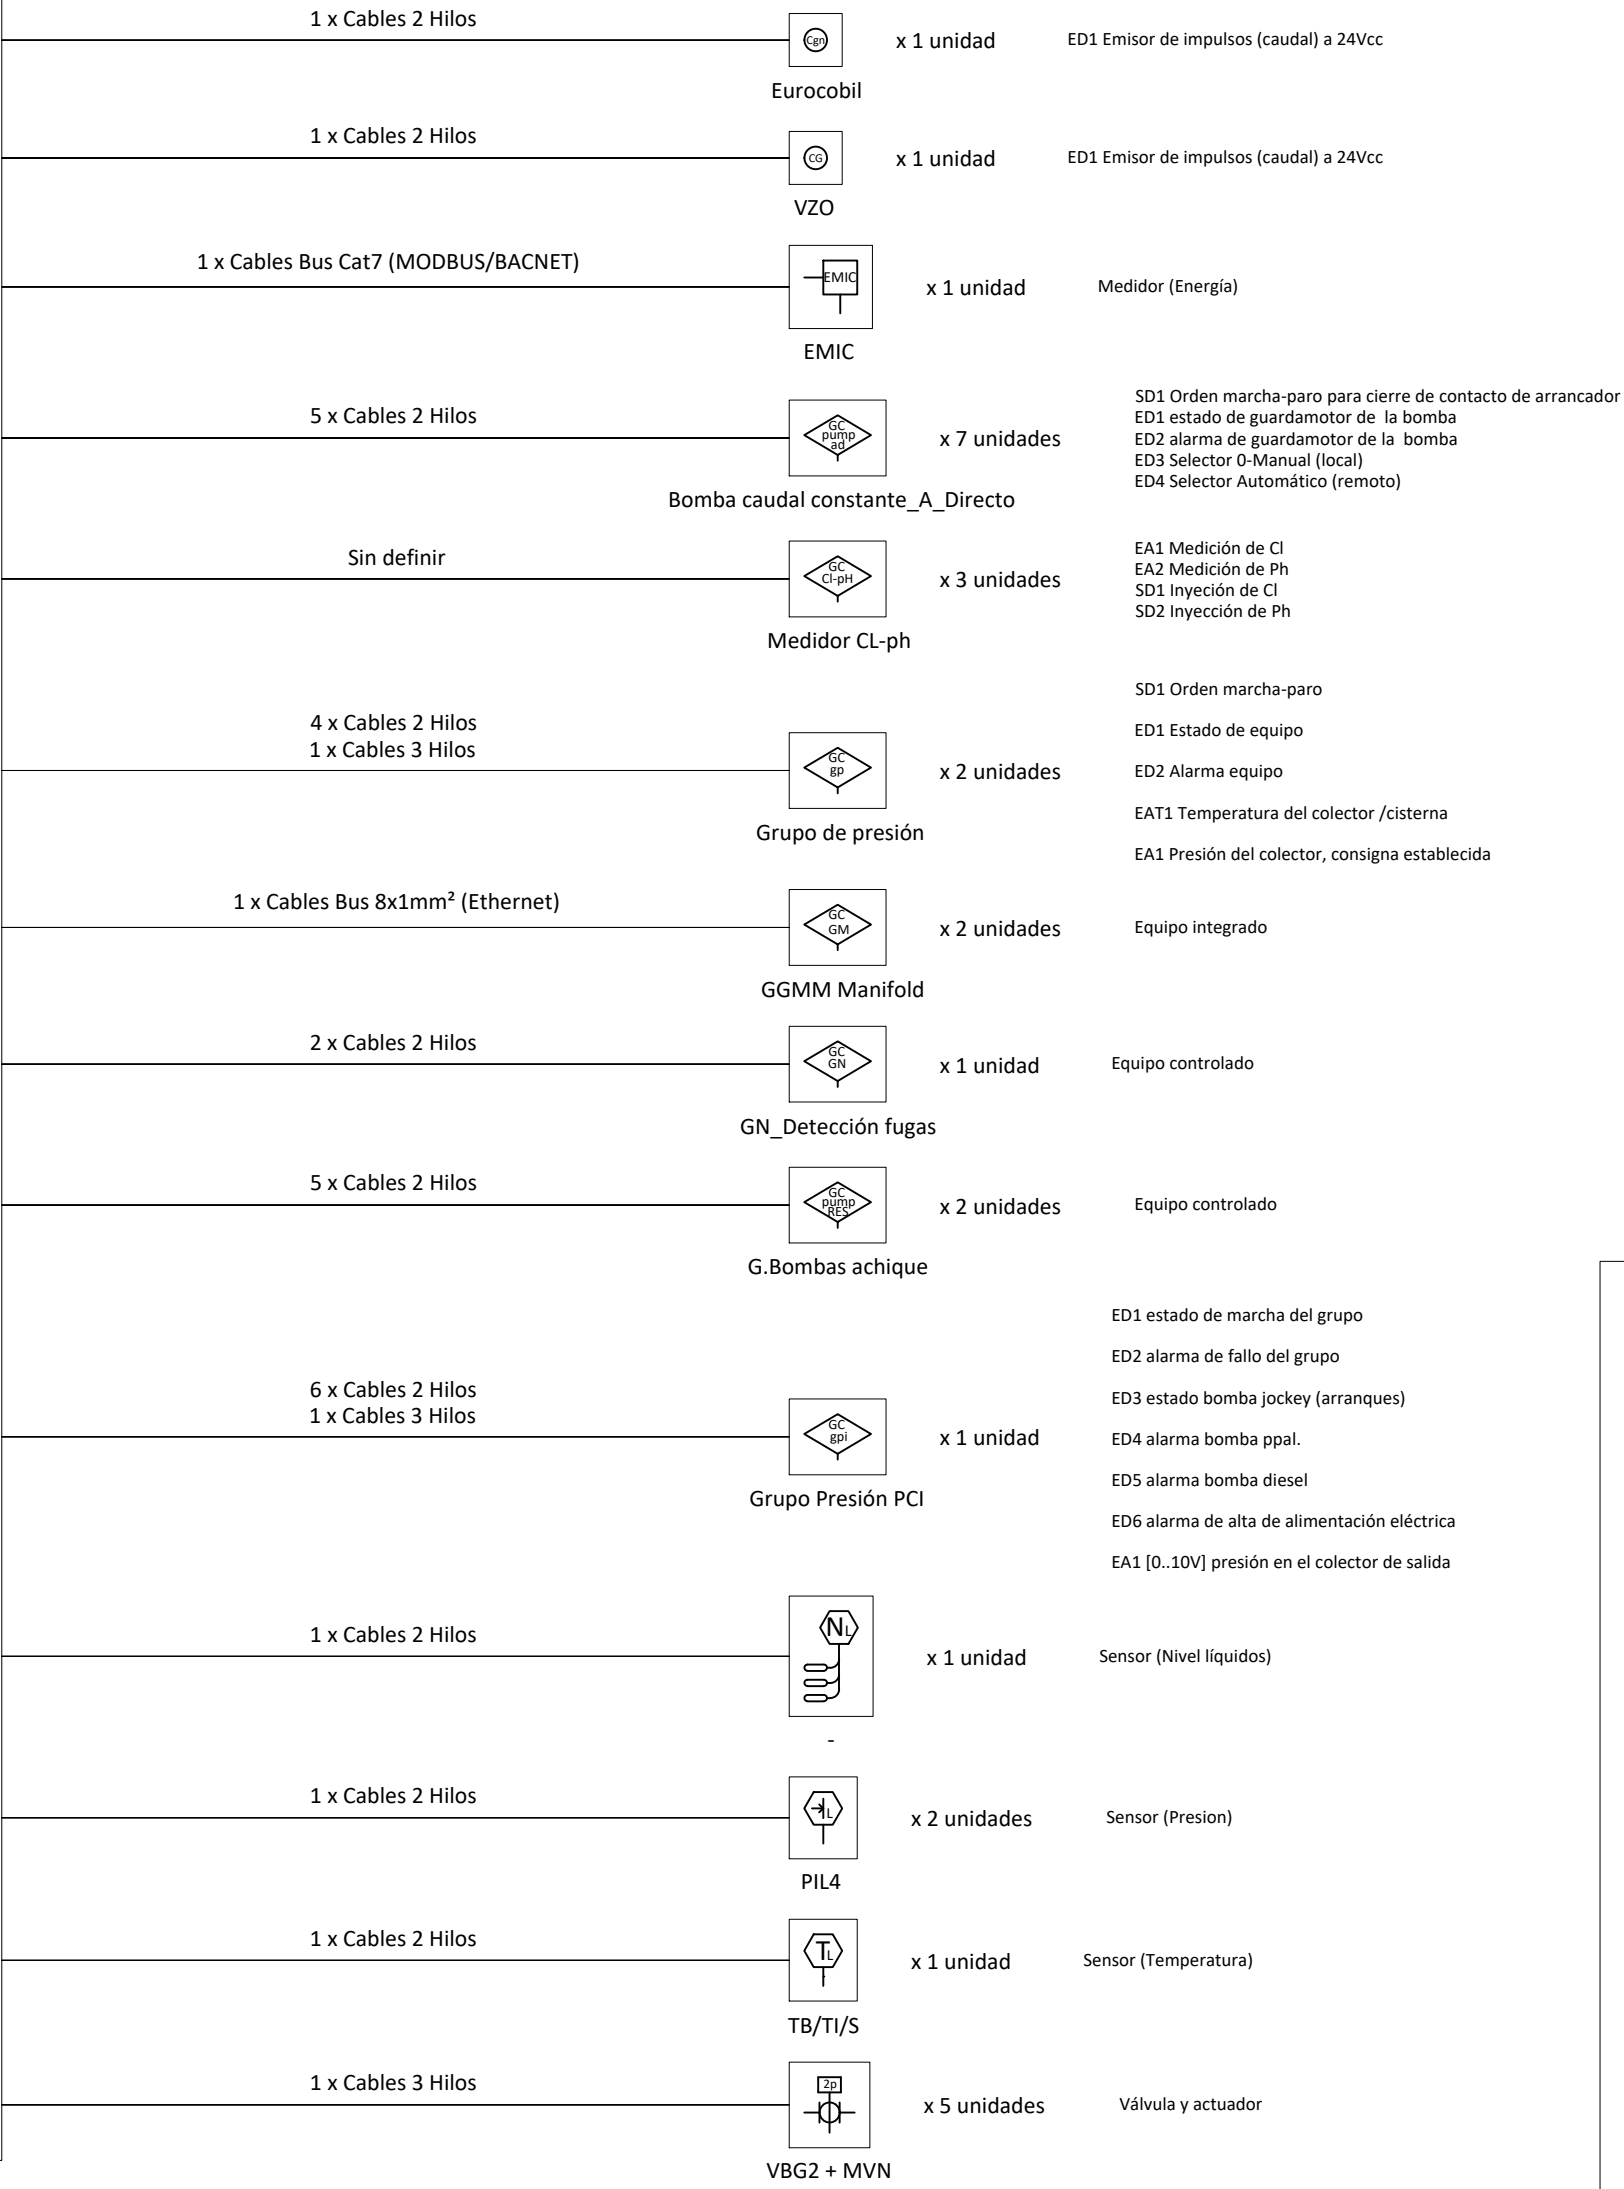 1 x Cables 2 Hilos
Cgn
x 1 unidad
ED1 Emisor de impulsos (caudal) a 24Vcc
Eurocobil
1 x Cables 2 Hilos
CG
x 1 unidad
ED1 Emisor de impulsos (caudal) a 24Vcc
VZO
1 x Cables Bus Cat7 (MODBUS/BACNET)
EMIC
x 1 unidad
Medidor (Energía)
EMIC
5 x Cables 2 Hilos
GC
pump
ad
x 7 unidades
SD1 Orden marcha-paro para cierre de contacto de arrancador
ED1 estado de guardamotor de  la bomba
ED2 alarma de guardamotor de la  bomba
ED3 Selector 0-Manual (local)
ED4 Selector Automático (remoto)
Bomba caudal constante_A_Directo
Sin definir
GC
Cl-pH
x 3 unidades
EA1 Medición de Cl
EA2 Medición de Ph
SD1 Inyeción de Cl
SD2 Inyección de Ph
Medidor CL-ph
4 x Cables 2 Hilos
1 x Cables 3 Hilos
GC
gp
x 2 unidades
SD1 Orden marcha-paro
ED1 Estado de equipo
ED2 Alarma equipo
EAT1 Temperatura del colector /cisterna
EA1 Presión del colector, consigna establecida
Grupo de presión
1 x Cables Bus 8x1mm² (Ethernet)
GC
GM
x 2 unidades
Equipo integrado
GGMM Manifold
2 x Cables 2 Hilos
GC
GN
x 1 unidad
Equipo controlado
GN_Detección fugas
5 x Cables 2 Hilos
GC
pump
RES
x 2 unidades
Equipo controlado
G.Bombas achique
6 x Cables 2 Hilos
1 x Cables 3 Hilos
GC
gpi
x 1 unidad
ED1 estado de marcha del grupo
ED2 alarma de fallo del grupo
ED3 estado bomba jockey (arranques)
ED4 alarma bomba ppal.
ED5 alarma bomba diesel
ED6 alarma de alta de alimentación eléctrica
EA1 [0..10V] presión en el colector de salida
Grupo Presión PCI
1 x Cables 2 Hilos
NL
x 1 unidad
Sensor (Nivel líquidos)
-
1 x Cables 2 Hilos
L
x 2 unidades
Sensor (Presion)
PIL4
1 x Cables 2 Hilos
TL
x 1 unidad
Sensor (Temperatura)
TB/TI/S
1 x Cables 3 Hilos
2p
x 5 unidades
Válvula y actuador
VBG2 + MVN